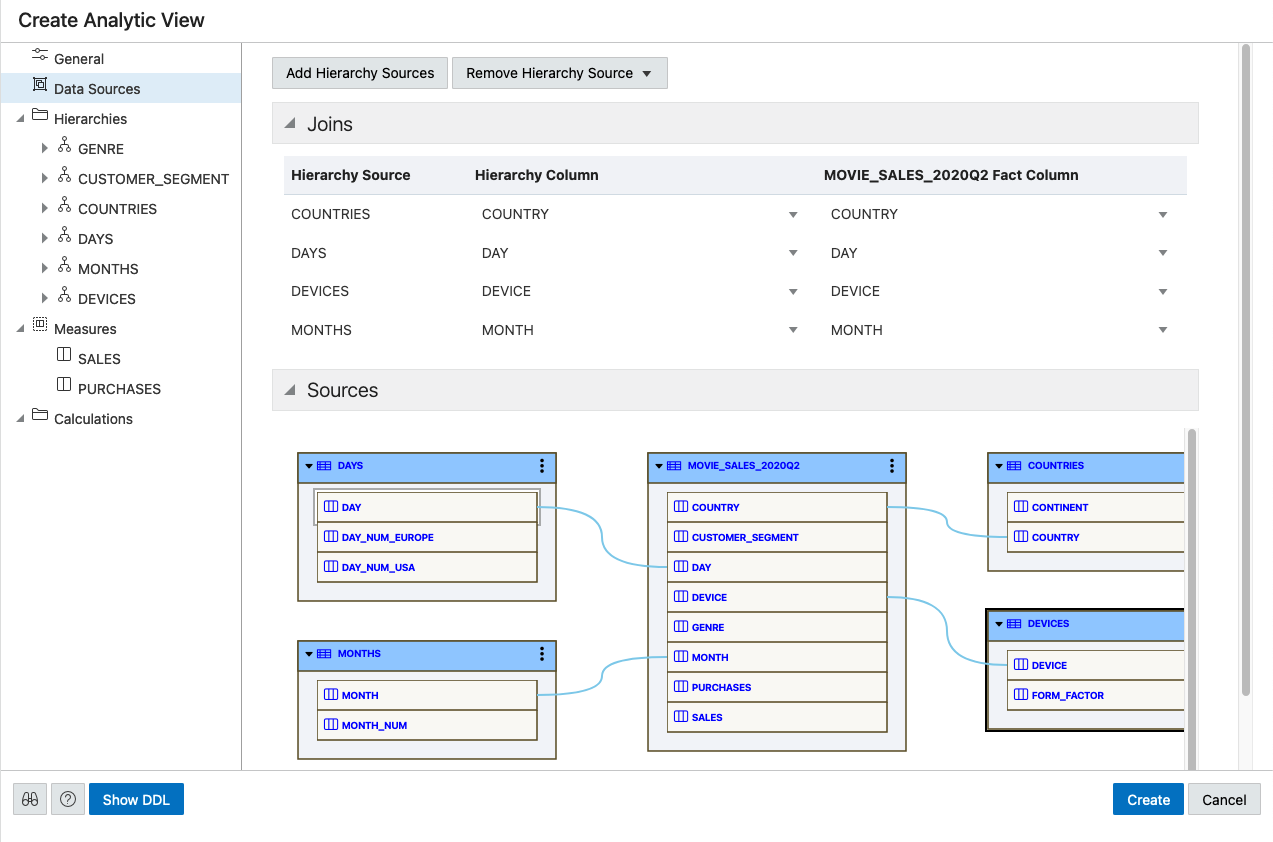 Create Analytic View
General
Data Sources
Hierarchies
GENRE
CUSTOMER_SEGMENT
COUNTRIES
DAYS
MONTHS
DEVICES
Measures
SALES
PURCHASES
Calculations
Add Hierarchy Sources
Remove Hierarchy Source
Joins
Hierarchy Source Hierarchy Column MOVIE_SALES_2020Q2 Fact Column
COUNTRIES COUNTRY COUNTRY
DAYS DAY DAY
DEVICES DEVICE DEVICE
MONTHS MONTH MONTH
Sources
DAYS
DAY
DAY_NUM_EUROPE
DAY_NUM_USA
MONTHS
MONTH
MONTH_NUM
MOVIE_SALES_2020Q2
COUNTRY
CUSTOMER_SEGMENT
DAY
DEVICE
GENRE
MONTH
PURCHASES
SALES
COUNTRIES
CONTINENT
COUNTRY
DEVICES
DEVICE
FORM_FACTOR
Show DDL
Create
Cancel